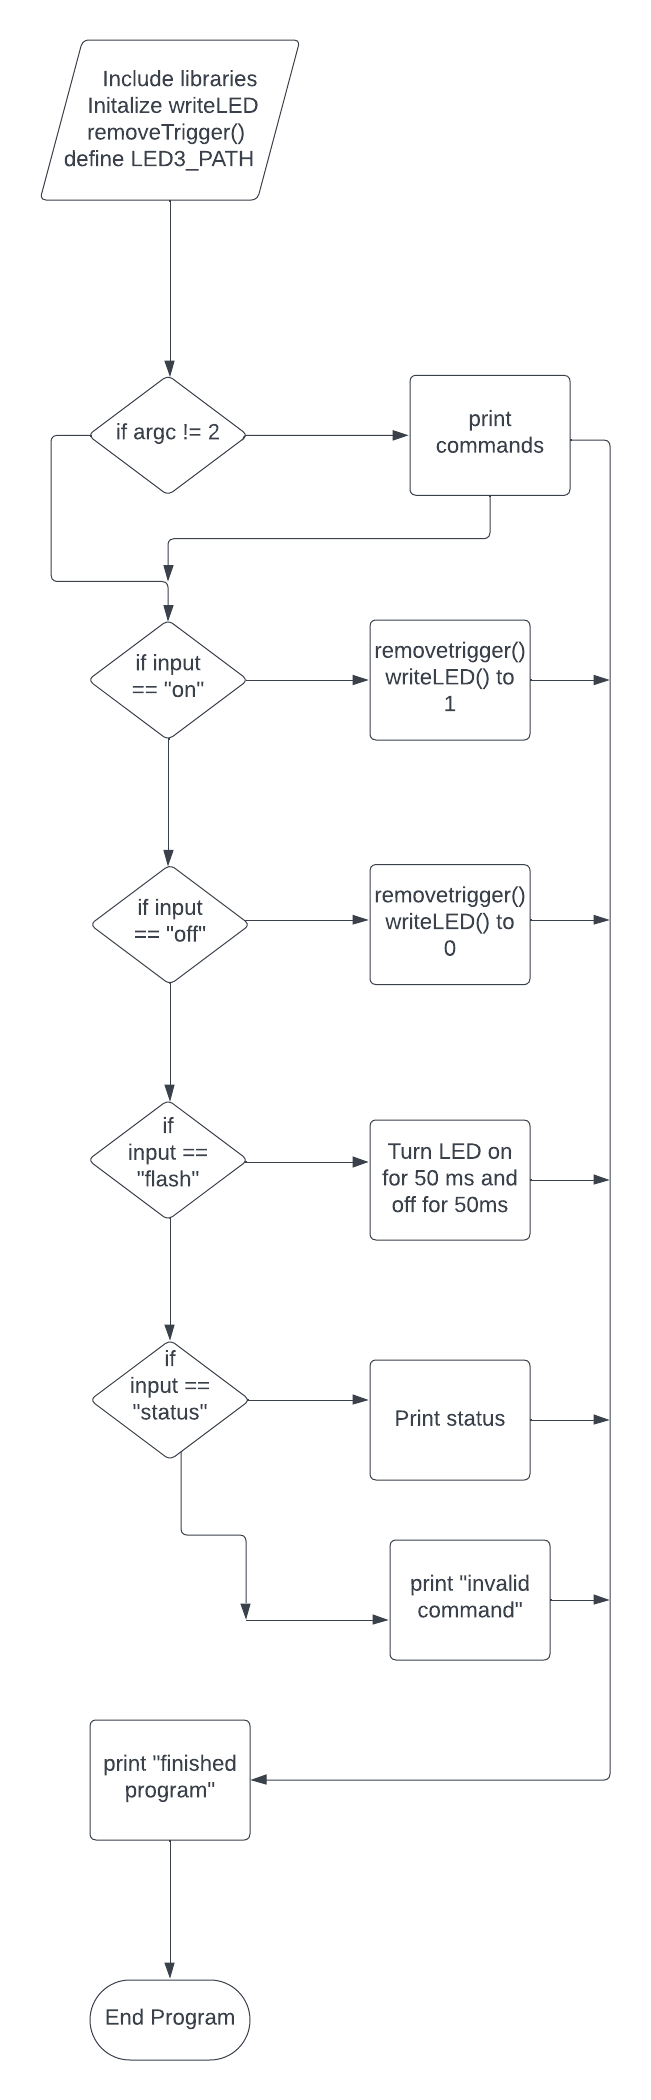 Include libraries
Initalize writeLED
removeTrigger()
define LED3_PATH
if argc != 2
print
commands
if input
== "on"
removetrigger()
writeLED() to
1
if input
== "off"
removetrigger()
writeLED() to
0
if
input ==
"flash"
Turn LED on
for 50 ms and
off for 50ms
if
input ==
"status"
Print status
print "invalid
command"
print "finished
program"
End Program